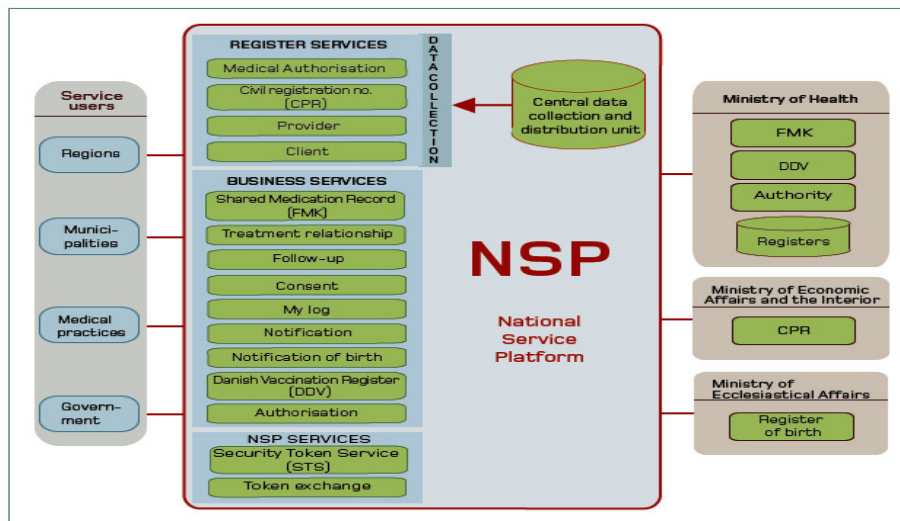 Service
users
Regions
Munici-
palities
Medical
practices
Govern-
ment
REGISTER SERVICES
Medical Authorisation
Civil registration no.
(CPR)
Provider
Client
DATACOLLECTION
BUSINESS SERVICES
Shared Medication Record
(FMK)
Treatment relationship
Follow-up
Consent
My log
Notification
Notification of birth
Danish Vaccination Register
(DDV)
Authorisation
NSP SERVICES
Security Token Service
(STS)
Token exchange
Central data
collection and
distribution unit
NSP
National
Service
Platform
Ministry of Health
FMK
DDV
Authority
Registers
Ministry of Economic
Affairs and the Interior
CPR
Ministry of
Ecclesiastical Affairs
Register
of birth